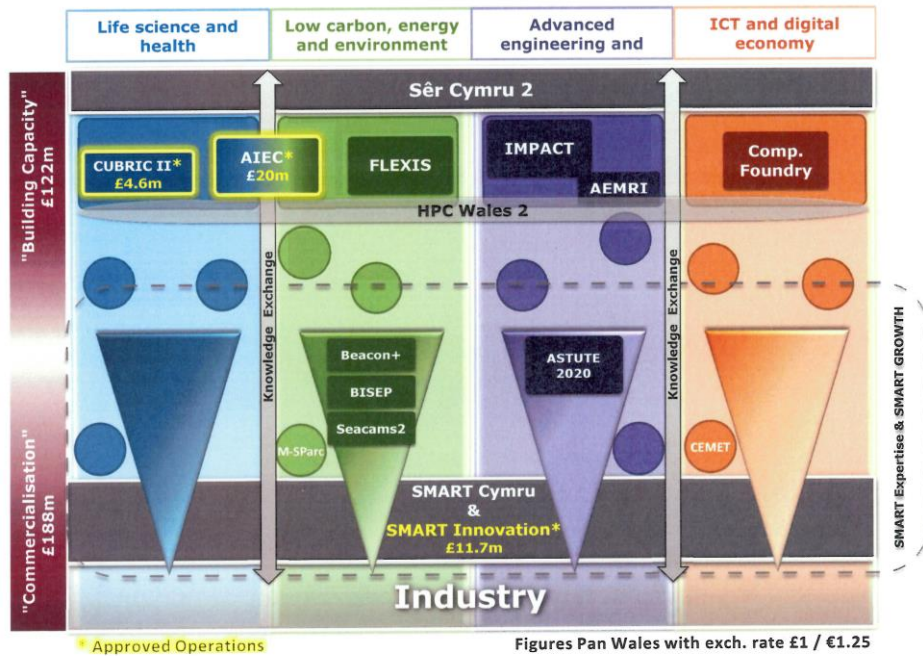 Life science and
health
Low carbon, energy
and environment
Advanced
engineering and
ICT and digital
economy
"Building Capacity"
£122m
Sêr Cymru 2
CUBRIC II*
£4.6m
AIEC*
£20m
FLEXIS
IMPACT
AEMRI
Comp.
Foundry
HPC Wales 2
Knowledge Exchange
Knowledge Exchange
"Commercialisation"
£188m
Beacon+
BISEP
Seacams2
M-SParc
ASTUTE
2020
CEMET
SMART Expertise & SMART GROWTH
SMART Cymru
&
SMART Innovation*
£11.7m
Industry
* Approved Operations
Figures Pan Wales with exch. rate £1 / €1.25